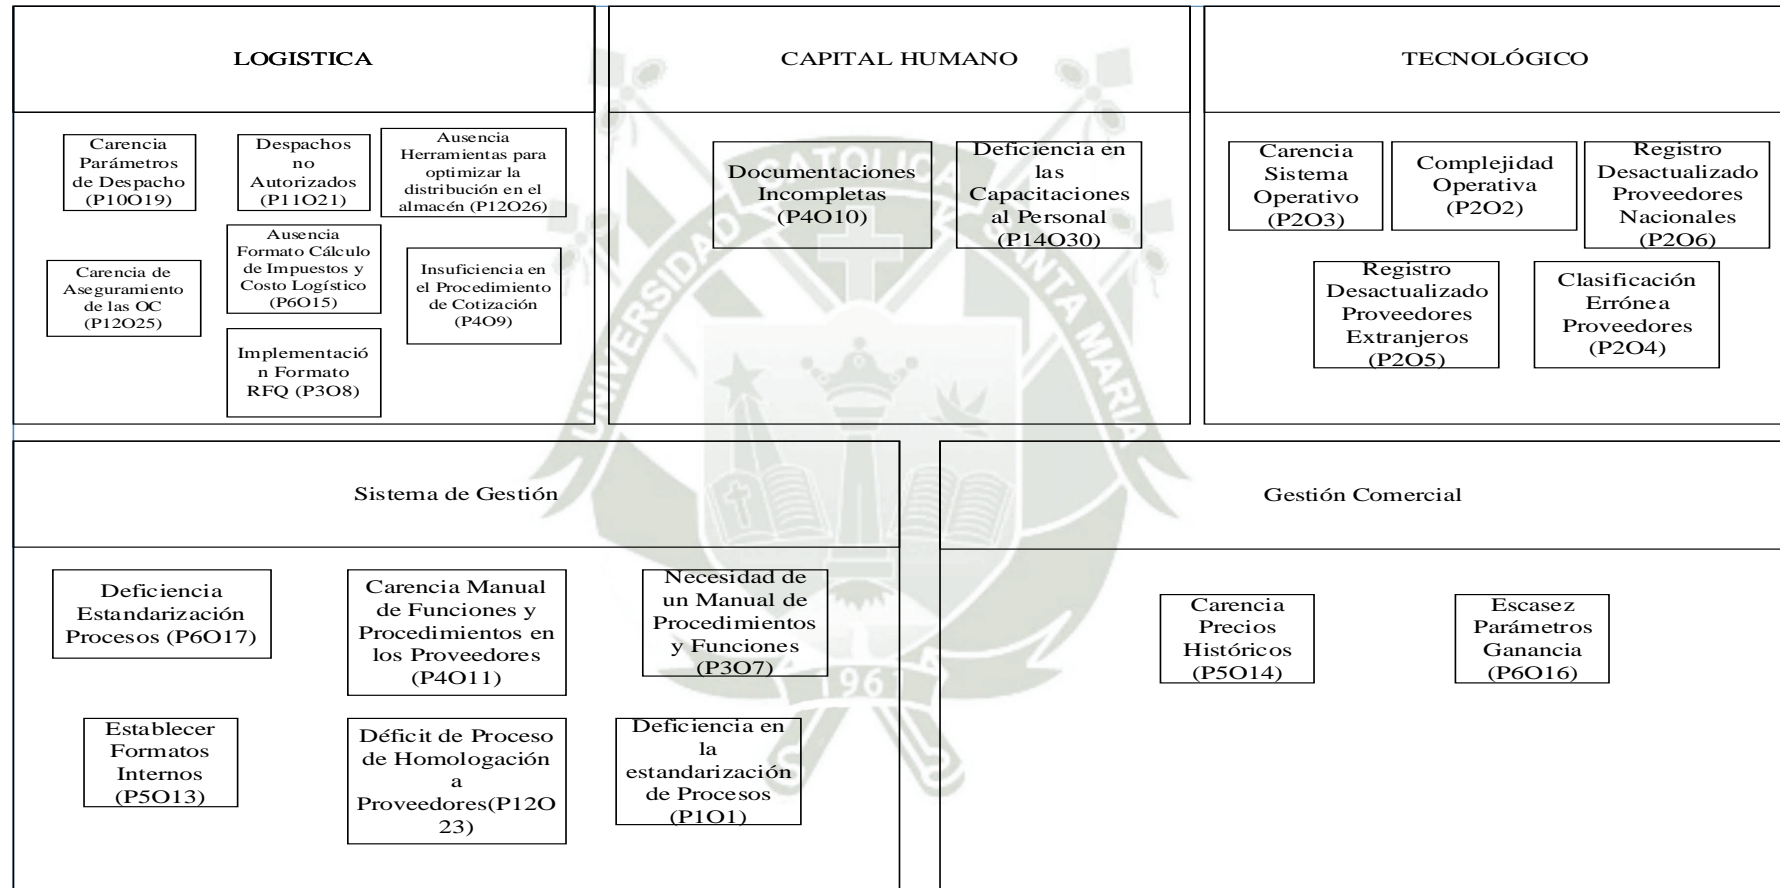 LOGISTICA
Carencia
Parámetros
de Despacho
(P10O19)
Despachos
no
Autorizados
(P11O21)
Ausencia
Herramientas para
optimizar la
distribución en el
almacén (P12O26)
Carencia de
Aseguramiento
de las OC
(P12O25)
Ausencia
Formato Cálculo
de Impuestos y
Costo Logístico
(P6O15)
Insuficiencia en
el Procedimiento
de Cotización
(P4O9)
Implementació
n Formato
RFQ (P3O8)
CAPITAL HUMANO
Documentaciones
Incompletas
(P4O10)
Deficiencia en
las
Capacitaciones
al Personal
(P14O30)
TECNOLÓGICO
Carencia
Sistema
Operativo
(P2O3)
Complejidad
Operativa
(P2O2)
Registro
Desactualizado
Proveedores
Nacionales
(P2O6)
Registro
Desactualizado
Proveedores
Extranjeros
(P2O5)
Clasificación
Errónea
Proveedores
(P2O4)
Sistema de Gestión
Deficiencia
Estandarización
Procesos (P6O17)
Carencia Manual
de Funciones y
Procedimientos en
los Proveedores
(P4O11)
Necesidad de
un Manual de
Procedimientos
y Funciones
(P3O7)
Establecer
Formatos
Internos
(P5O13)
Déficit de Proceso
de Homologación
a
Proveedores(P12O
23)
Deficiencia en
la
estandarización
de Procesos
(P1O1)
Gestión Comercial
Carencia
Precios
Históricos
(P5O14)
Escasez
Parámetros
Ganancia
(P6O16)
UNIVERSIDAD CATOLICA SANTA MARIA